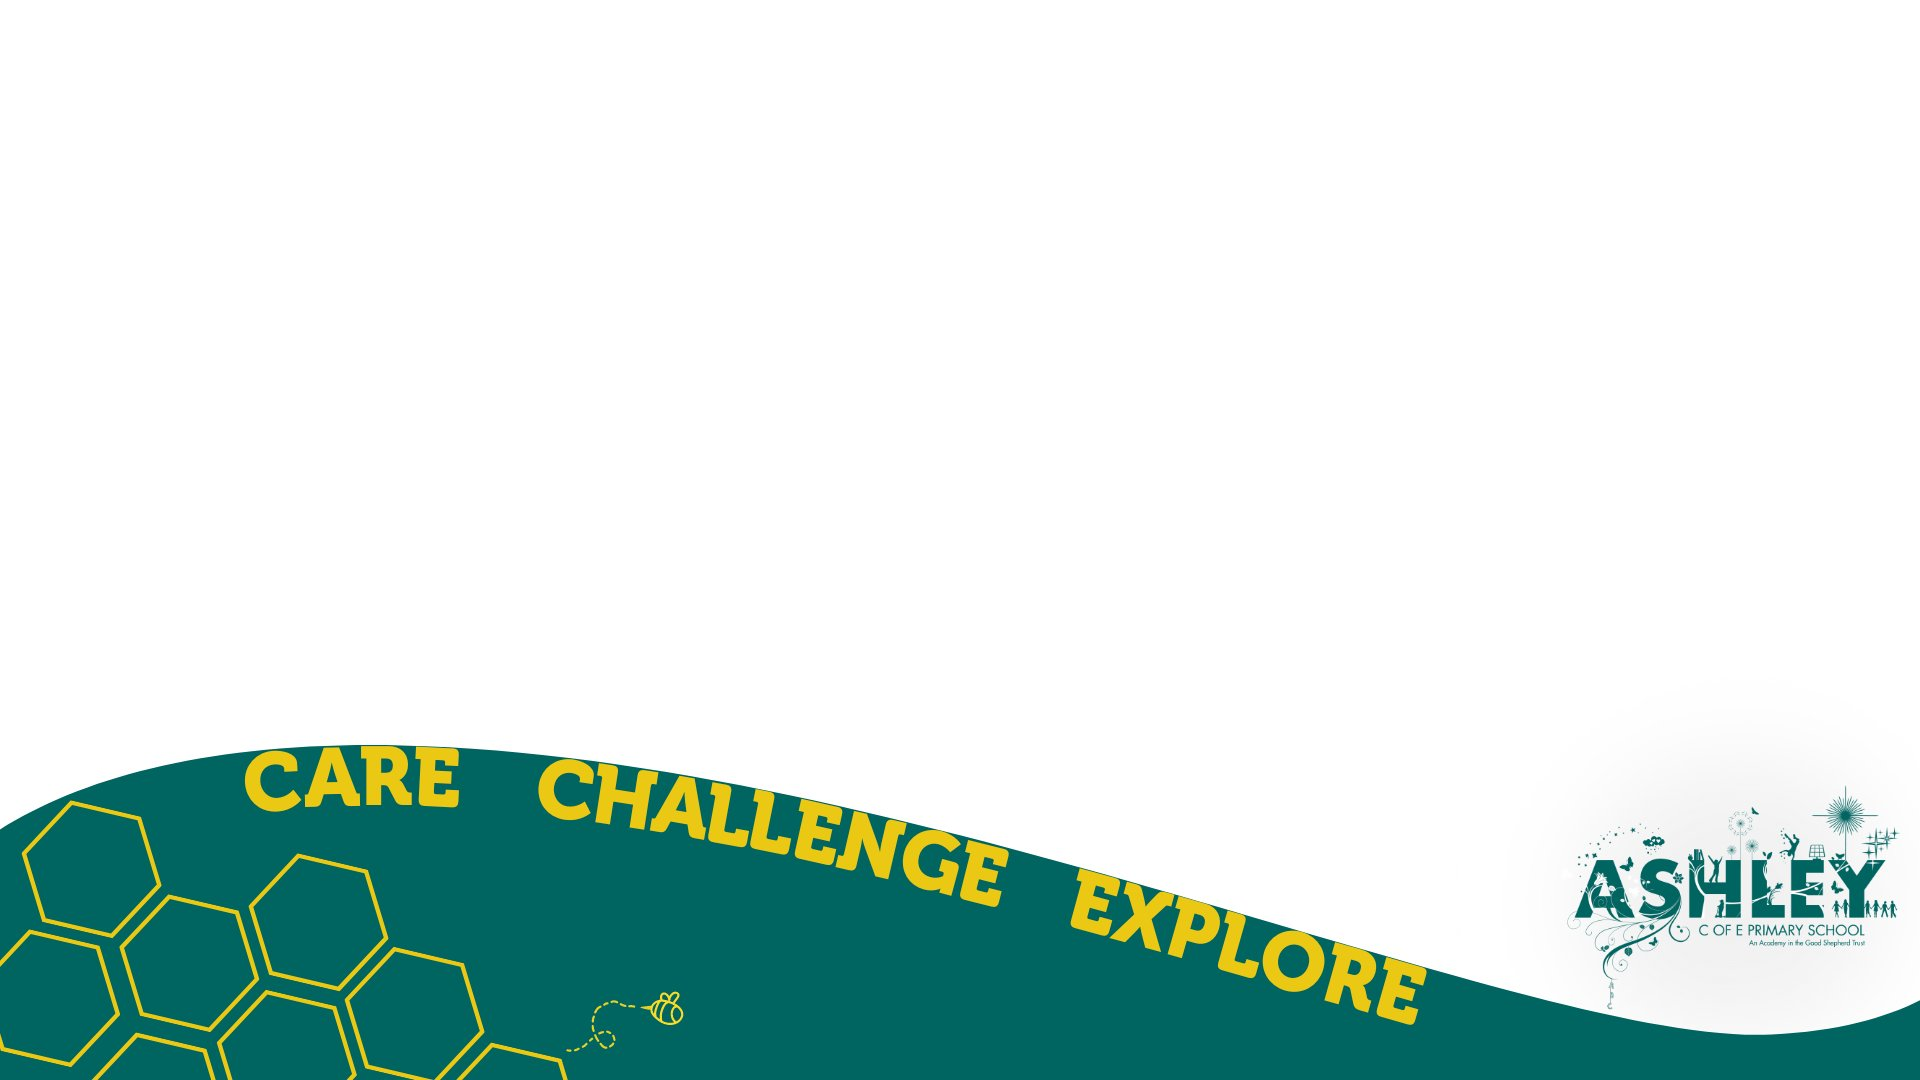 CARE CHALLENGE EXPLORE
ASHLEY
C OF E PRIMARY SCHOOL
An Academy in the Good Shepherd Trust